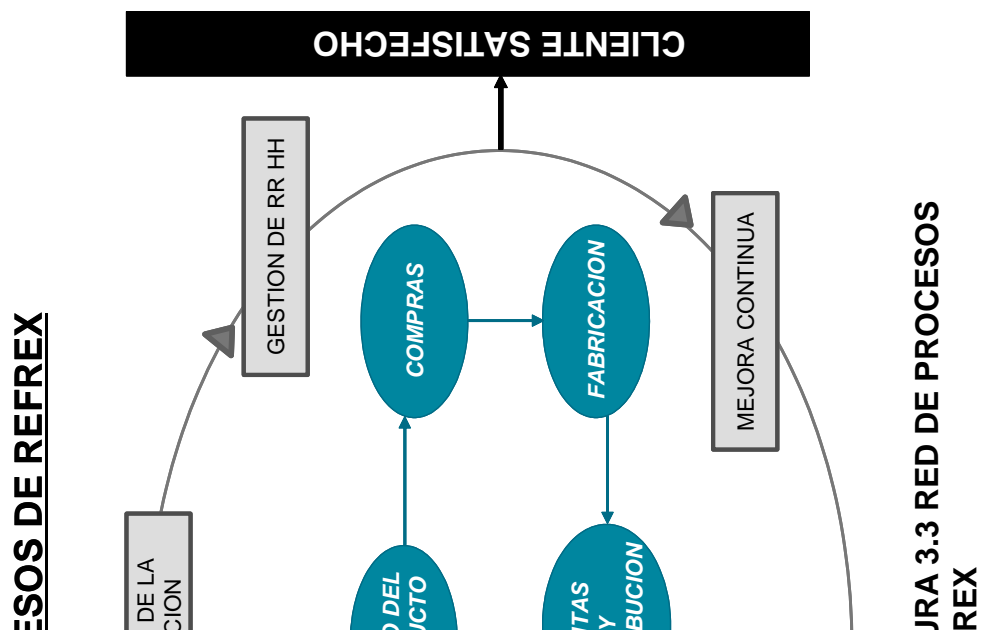 ESOS DE REFREX
DE LA
CION
GESTION DE RR HH
CLIENTE SATISFECHO
O DEL
UCTO
COMPRAS
FABRICACION
TAS
Y
BUCION
MEJORA CONTINUA
URA 3.3 RED DE PROCESOS
REX